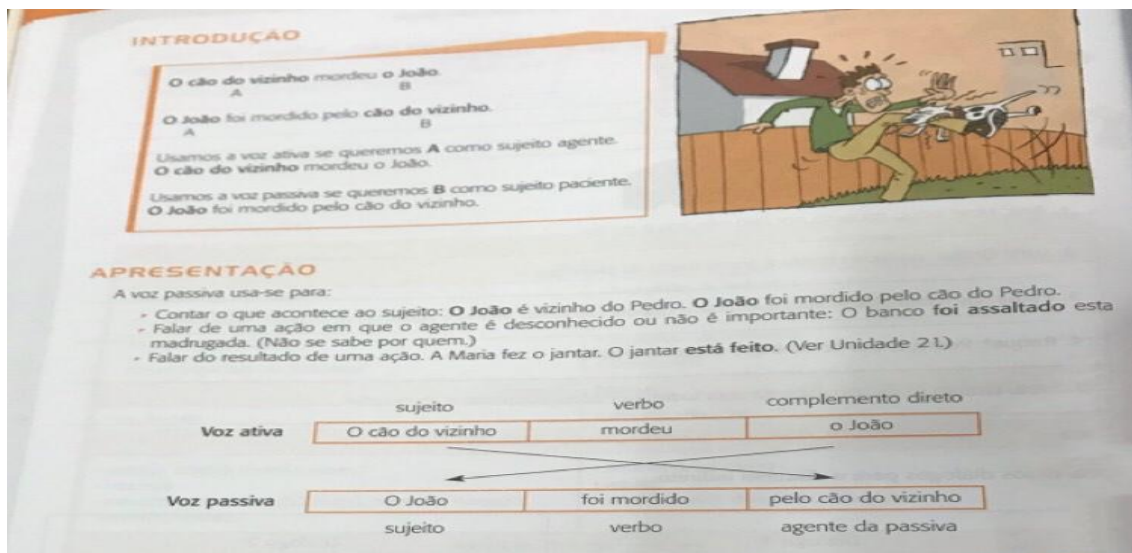 INTRODUÇÃO
O cão do vizinho mordeu o João.
A B
O João foi mordido pelo cão do vizinho.
A B
Usamos a voz ativa se queremos A como sujeito agente.
O cão do vizinho mordeu o João.
Usamos a voz passiva se queremos B como sujeito paciente.
O João foi mordido pelo cão do vizinho.
APRESENTAÇÃO
A voz passiva usa-se para:
- Contar o que acontece ao sujeito: O João é vizinho do Pedro. O João foi mordido pelo cão do Pedro.
- Falar de uma ação em que o agente é desconhecido ou não é importante: O banco foi assaltado esta
madrugada. (Não se sabe por quem.)
- Falar do resultado de uma ação. A Maria fez o jantar. O jantar está feito. (Ver Unidade 21.)
sujeito verbo complemento direto
Voz ativa O cão do vizinho mordeu o João
Voz passiva O João foi mordido pelo cão do vizinho
sujeito verbo agente da passiva